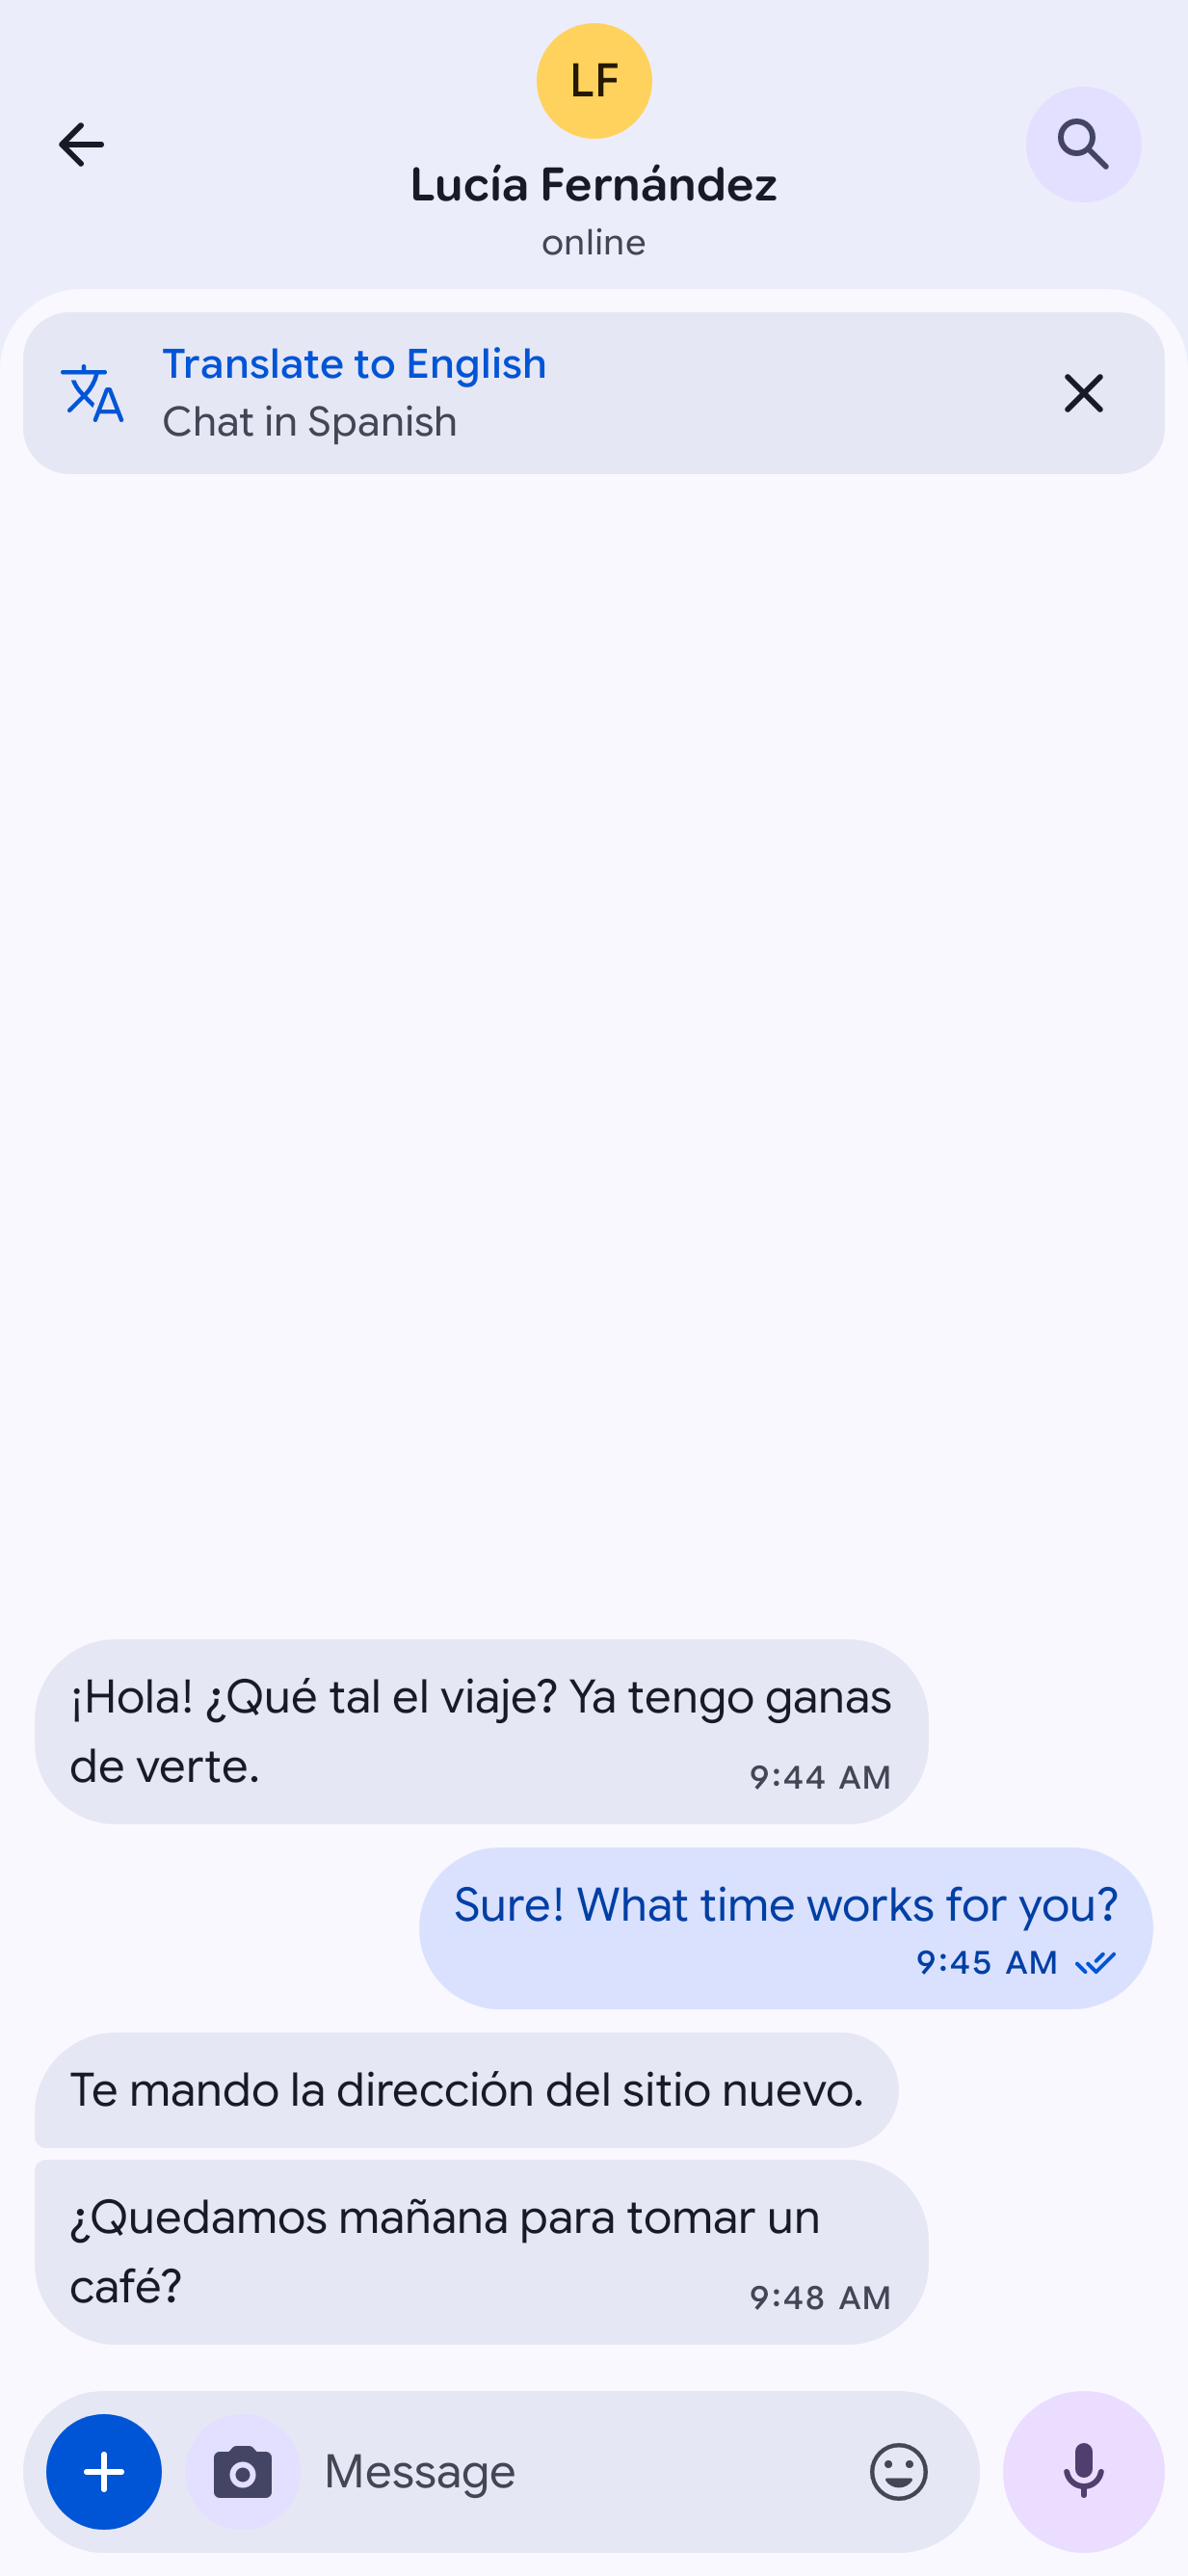 LF
Lucía Fernández
online
Translate to English
Chat in Spanish
¡Hola! ¿Qué tal el viaje? Ya tengo ganas
de verte.
9:44 AM
Sure! What time works for you?
9:45 AM
Te mando la dirección del sitio nuevo.
¿Quedamos mañana para tomar un
café?
9:48 AM
Message